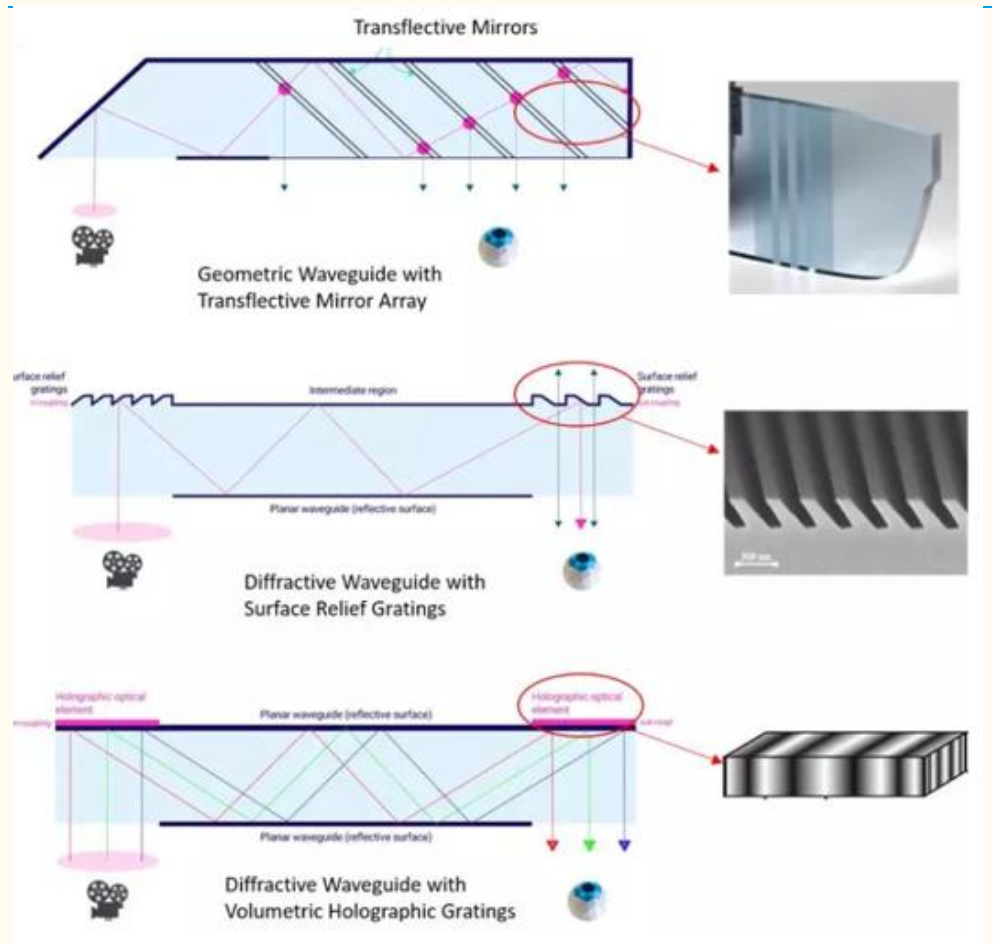 Transflective Mirrors
Geometric Waveguide with
Transflective Mirror Array
urface relief
gratings
Intermediate region
Surface relief
gratings
Planar waveguide (reflective surface)
Diffractive Waveguide with
Surface Relief Gratings
Holographic optical
element
Planar waveguide (reflective surface)
Holographic optical
element
Planar waveguide (reflective surface)
Diffractive Waveguide with
Volumetric Holographic Gratings